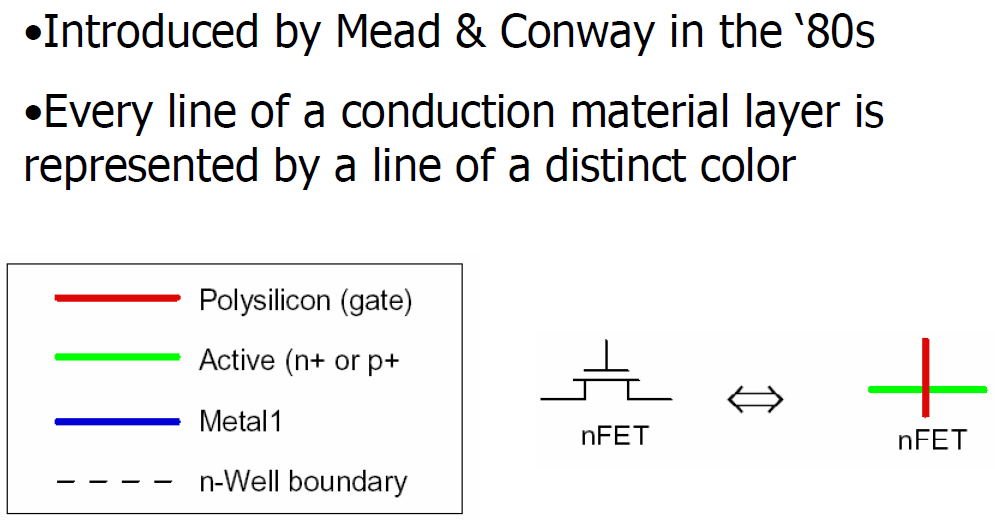 •Introduced by Mead & Conway in the ‘80s
•Every line of a conduction material layer is
represented by a line of a distinct color
Polysilicon (gate)
Active (n+ or p+
Metal1
n-Well boundary
nFET
nFET